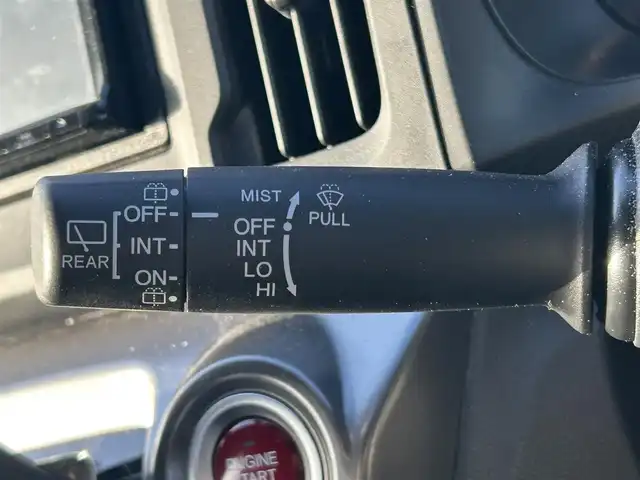 REAR
OFF
INT
ON
MIST
OFF
INT
LO
HI
PULL
ENGINE
START